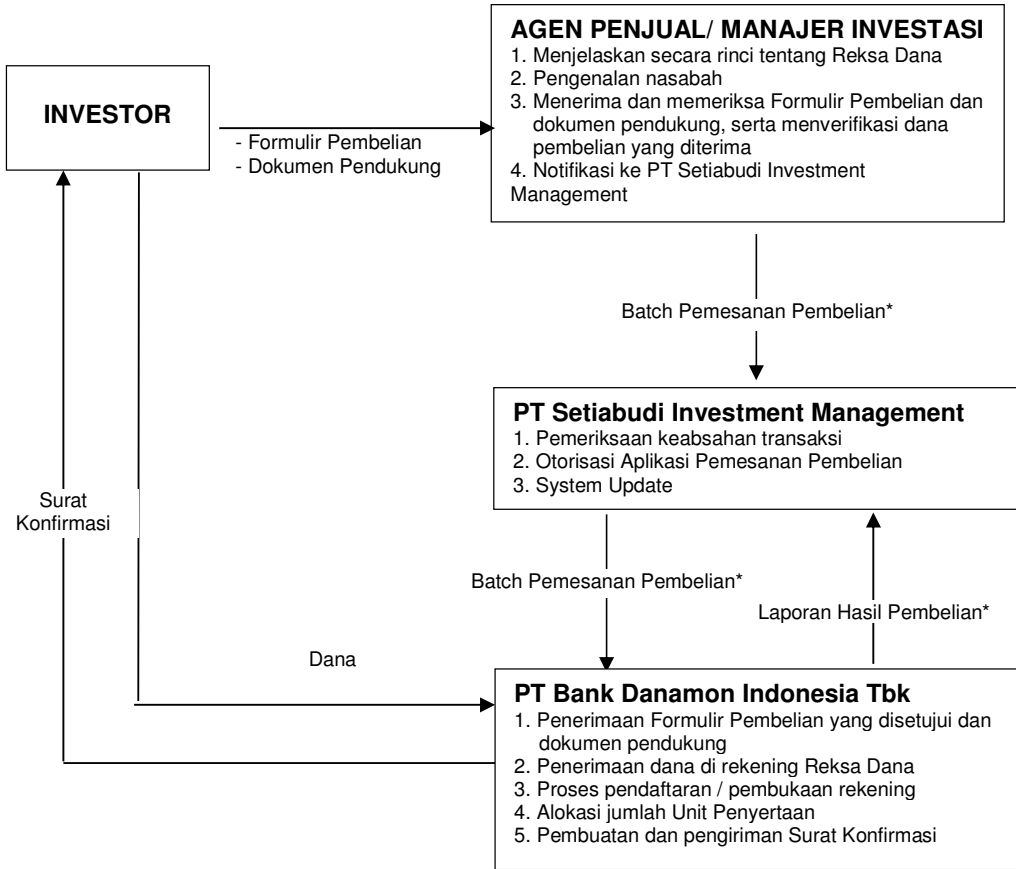 AGEN PENJUAL/ MANAJER INVESTASI
1. Menjelaskan secara rinci tentang Reksa Dana
2. Pengenalan nasabah
3. Menerima dan memeriksa Formulir Pembelian dan
dokumen pendukung, serta menverifikasi dana
pembelian yang diterima
4. Notifikasi ke PT Setiabudi Investment
Management
INVESTOR
- Formulir Pembelian
- Dokumen Pendukung
Batch Pemesanan Pembelian*
PT Setiabudi Investment Management
1. Pemeriksaan keabsahan transaksi
2. Otorisasi Aplikasi Pemesanan Pembelian
3. System Update
Surat
Konfirmasi
Batch Pemesanan Pembelian*
Laporan Hasil Pembelian*
Dana
PT Bank Danamon Indonesia Tbk
1. Penerimaan Formulir Pembelian yang disetujui dan
dokumen pendukung
2. Penerimaan dana di rekening Reksa Dana
3. Proses pendaftaran / pembukaan rekening
4. Alokasi jumlah Unit Penyertaan
5. Pembuatan dan pengiriman Surat Konfirmasi